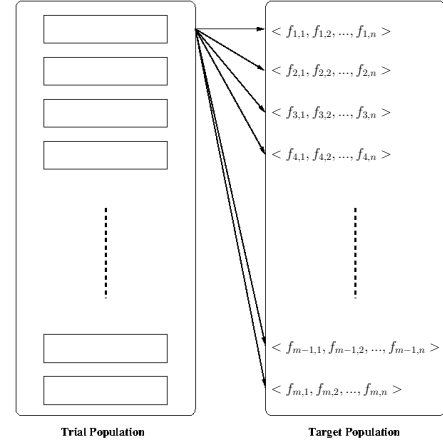 < f1,1, f1,2, ..., f1,n >
< f2,1, f2,2, ..., f2,n >
< f3,1, f3,2, ..., f3,n >
< f4,1, f4,2, ..., f4,n >
< fm−1,1, fm−1,2, ..., fm−1,n >
< fm,1, fm,2, ..., fm,n >
Trial Population Target Population